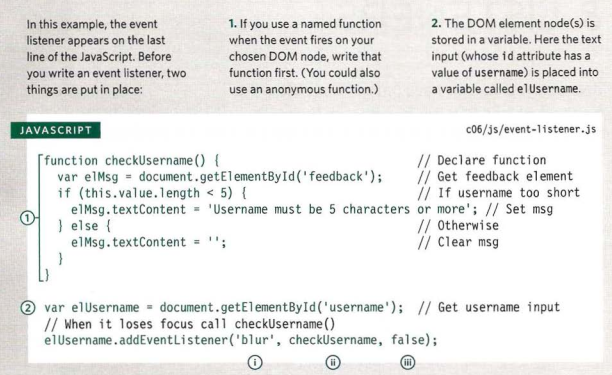 In this example, the event
listener appears on the last
line of the JavaScript. Before
you write an event listener, two
things are put in place:
1. If you use a named function
when the event fires on your
chosen DOM node, write that
function first. (You could also
use an anonymous function.)
2. The DOM element node(s) is
stored in a variable. Here the text
input (whose id attribute has a
value of username) is placed into
a variable called elUsername.
JAVASCRIPT c06/js/event-listener.js
function checkUsername() { // Declare function
var elMsg = document.getElementById('feedback'); // Get feedback element
if (this.value.length < 5) { // If username too short
elMsg.textContent = 'Username must be 5 characters or more'; // Set msg
① } else { // Otherwise
elMsg.textContent = ''; // Clear msg
}
}
② var elUsername = document.getElementById('username'); // Get username input
// When it loses focus call checkUsername()
elUsername.addEventListener('blur', checkUsername, false);
ⓘ ⓘⓘ ⓘⓘⓘ